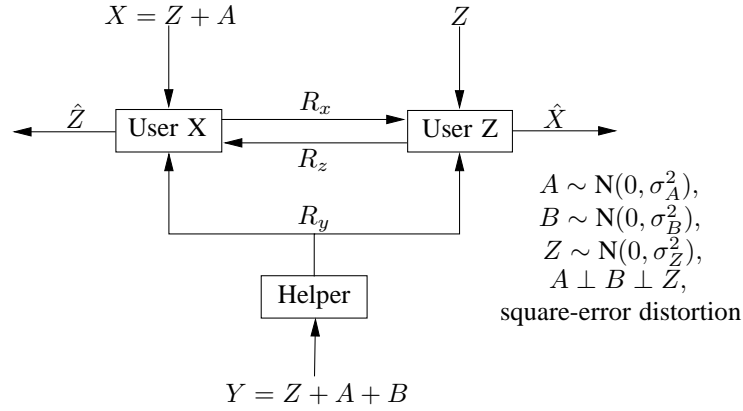 X = Z + A
Z
Ẑ
User X
R_x
R_z
User Z
X̂
R_y
A ∼ N(0, σ_A^2),
B ∼ N(0, σ_B^2),
Z ∼ N(0, σ_Z^2),
A ⊥ B ⊥ Z,
square-error distortion
Helper
Y = Z + A + B